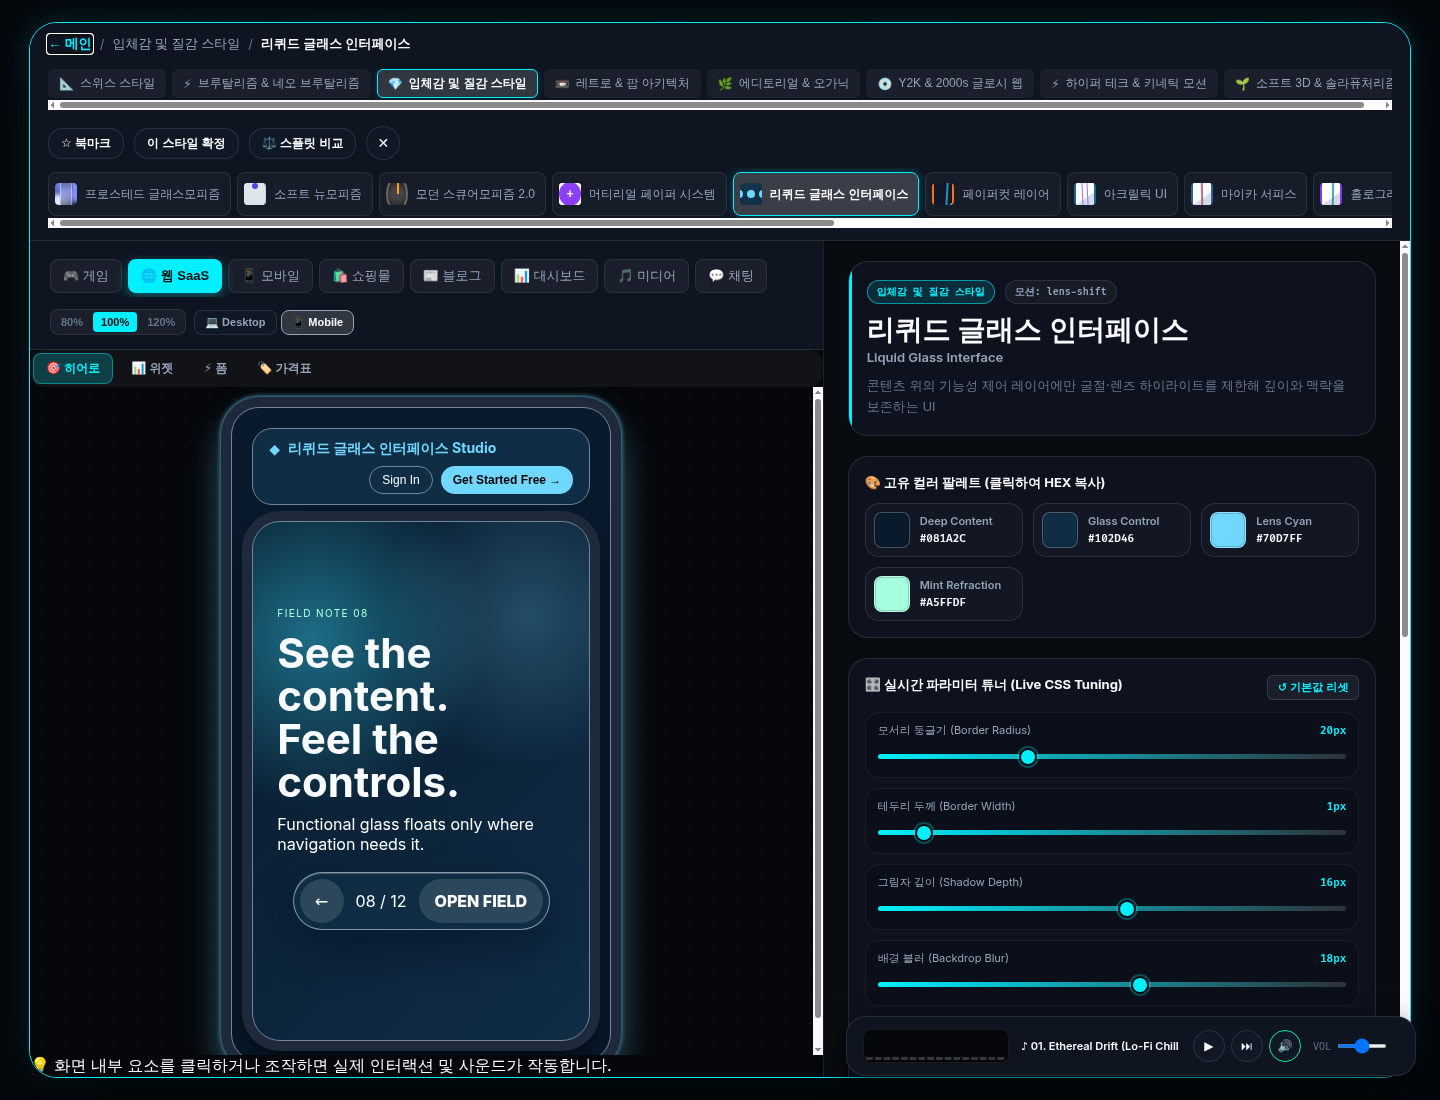 ← 메인 / 입체감 및 질감 스타일 / 리퀴드 글래스 인터페이스
스위스 스타일 브루탈리즘 & 네오 브루탈리즘 입체감 및 질감 스타일 레트로 & 팝 아키텍처 에디토리얼 & 오가닉 Y2K & 2000s 글로시 웹 하이퍼 테크 & 키네틱 모션 소프트 3D & 솔라퓨처리즘
☆ 북마크 이 스타일 확정 ⚖️ 스플릿 비교 ✕
프로스테드 글래스모피즘 소프트 뉴모피즘 모던 스큐어모피즘 2.0 머티리얼 페이퍼 시스템 리퀴드 글래스 인터페이스 페이퍼컷 레이어 아크릴릭 UI 마이카 서피스 홀로그라
🎮 게임 🌐 웹 SaaS 📱 모바일 🛍️ 쇼핑몰 📰 블로그 📊 대시보드 🎵 미디어 💬 채팅
80% 100% 120% 💻 Desktop 📱 Mobile
🎯 히어로 📊 위젯 ⚡ 폼 🏷️ 가격표
◆ 리퀴드 글래스 인터페이스 Studio
Sign In Get Started Free →
FIELD NOTE 08
See the
content.
Feel the
controls.
Functional glass floats only where
navigation needs it.
← 08 / 12 OPEN FIELD
💡 화면 내부 요소를 클릭하거나 조작하면 실제 인터랙션 및 사운드가 작동합니다.
입체감 및 질감 스타일 모션: lens-shift
리퀴드 글래스 인터페이스
Liquid Glass Interface
콘텐츠 위의 기능성 제어 레이어에만 굴절·렌즈 하이라이트를 제한해 깊이와 맥락을
보존하는 UI
🎨 고유 컬러 팔레트 (클릭하여 HEX 복사)
Deep Content Glass Control Lens Cyan
#081A2C #102D46 #70D7FF
Mint Refraction
#A5FFDF
🎛️ 실시간 파라미터 튜너 (Live CSS Tuning) ↺ 기본값 리셋
모서리 둥글기 (Border Radius) 20px
테두리 두께 (Border Width) 1px
그림자 깊이 (Shadow Depth) 16px
배경 블러 (Backdrop Blur) 18px
♪ 01. Ethereal Drift (Lo-Fi Chill ▶ ⏭ 🔊 VOL